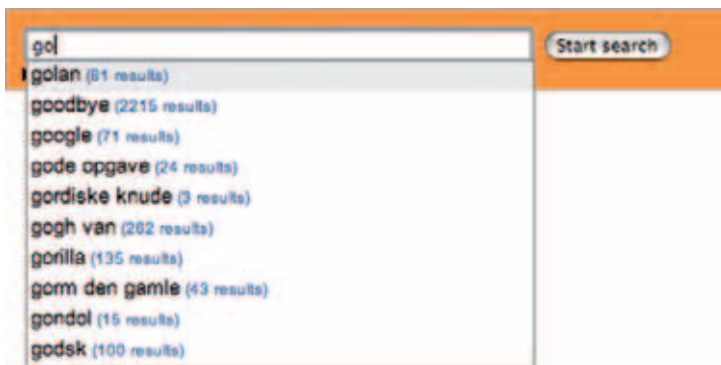 go
Start search
golan (81 results)
goodbye (2215 results)
google (71 results)
gode opgave (24 results)
gordiske knude (3 results)
gogh van (262 results)
gorilla (135 results)
gorm den gamle (43 results)
gondol (15 results)
godsk (100 results)